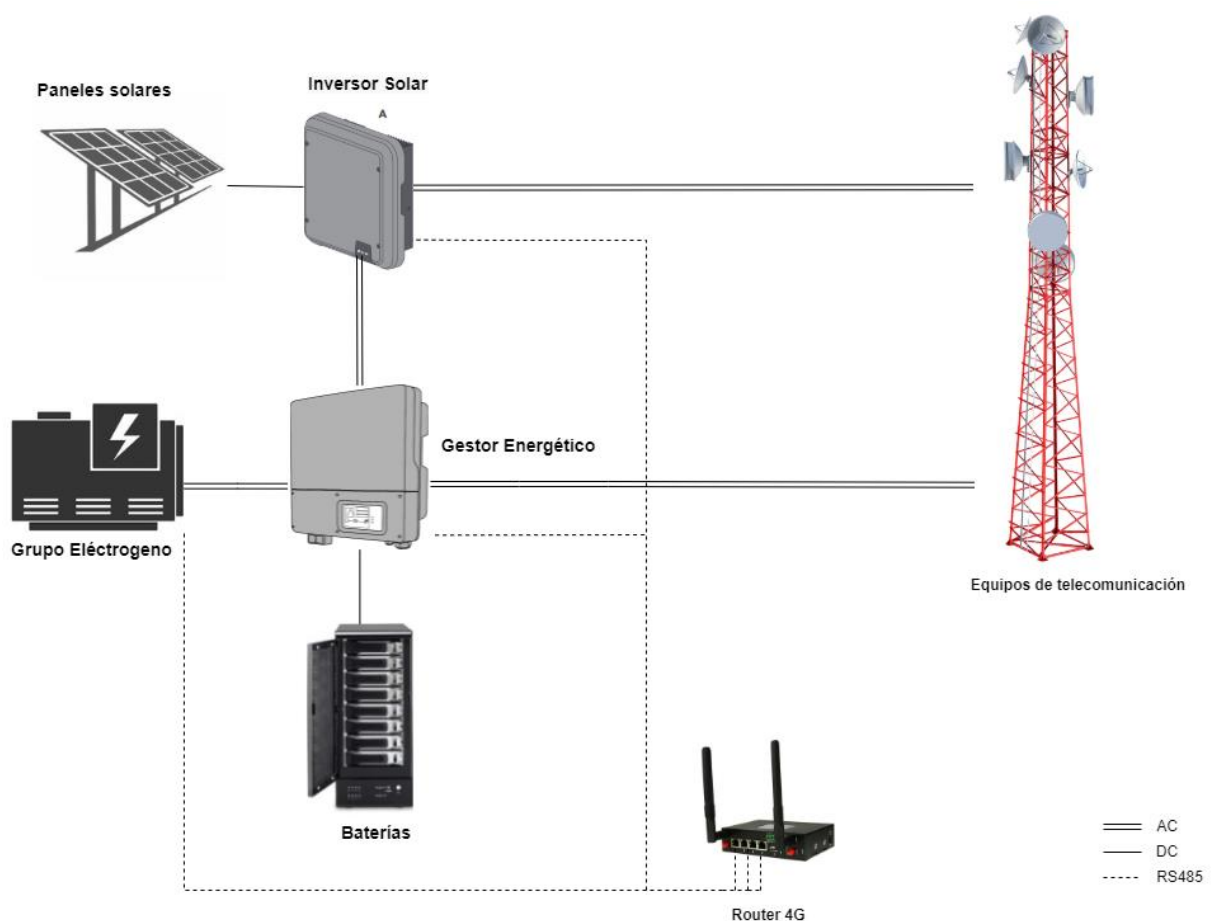 Paneles solares
Inversor Solar
A
Gestor Energético
Grupo Eléctrogeno
Equipos de telecomunicación
Baterías
AC
DC
RS485
Router 4G